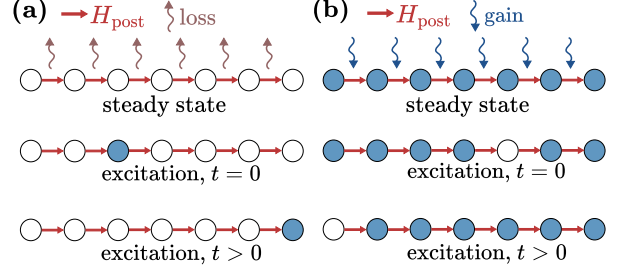 (a) H_post loss
steady state
excitation, t = 0
excitation, t > 0
(b) H_post gain
steady state
excitation, t = 0
excitation, t > 0